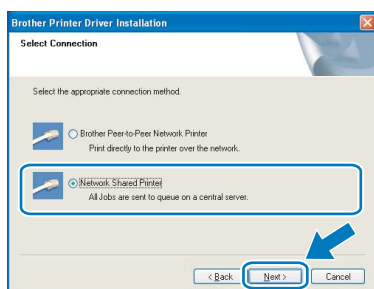 Brother Printer Driver Installation
Select Connection
Select the appropriate connection method.
Brother Peer-to-Peer Network Printer
Print directly to the printer over the network.
Network Shared Printer
All Jobs are sent to queue on a central server.
< Back Next > Cancel